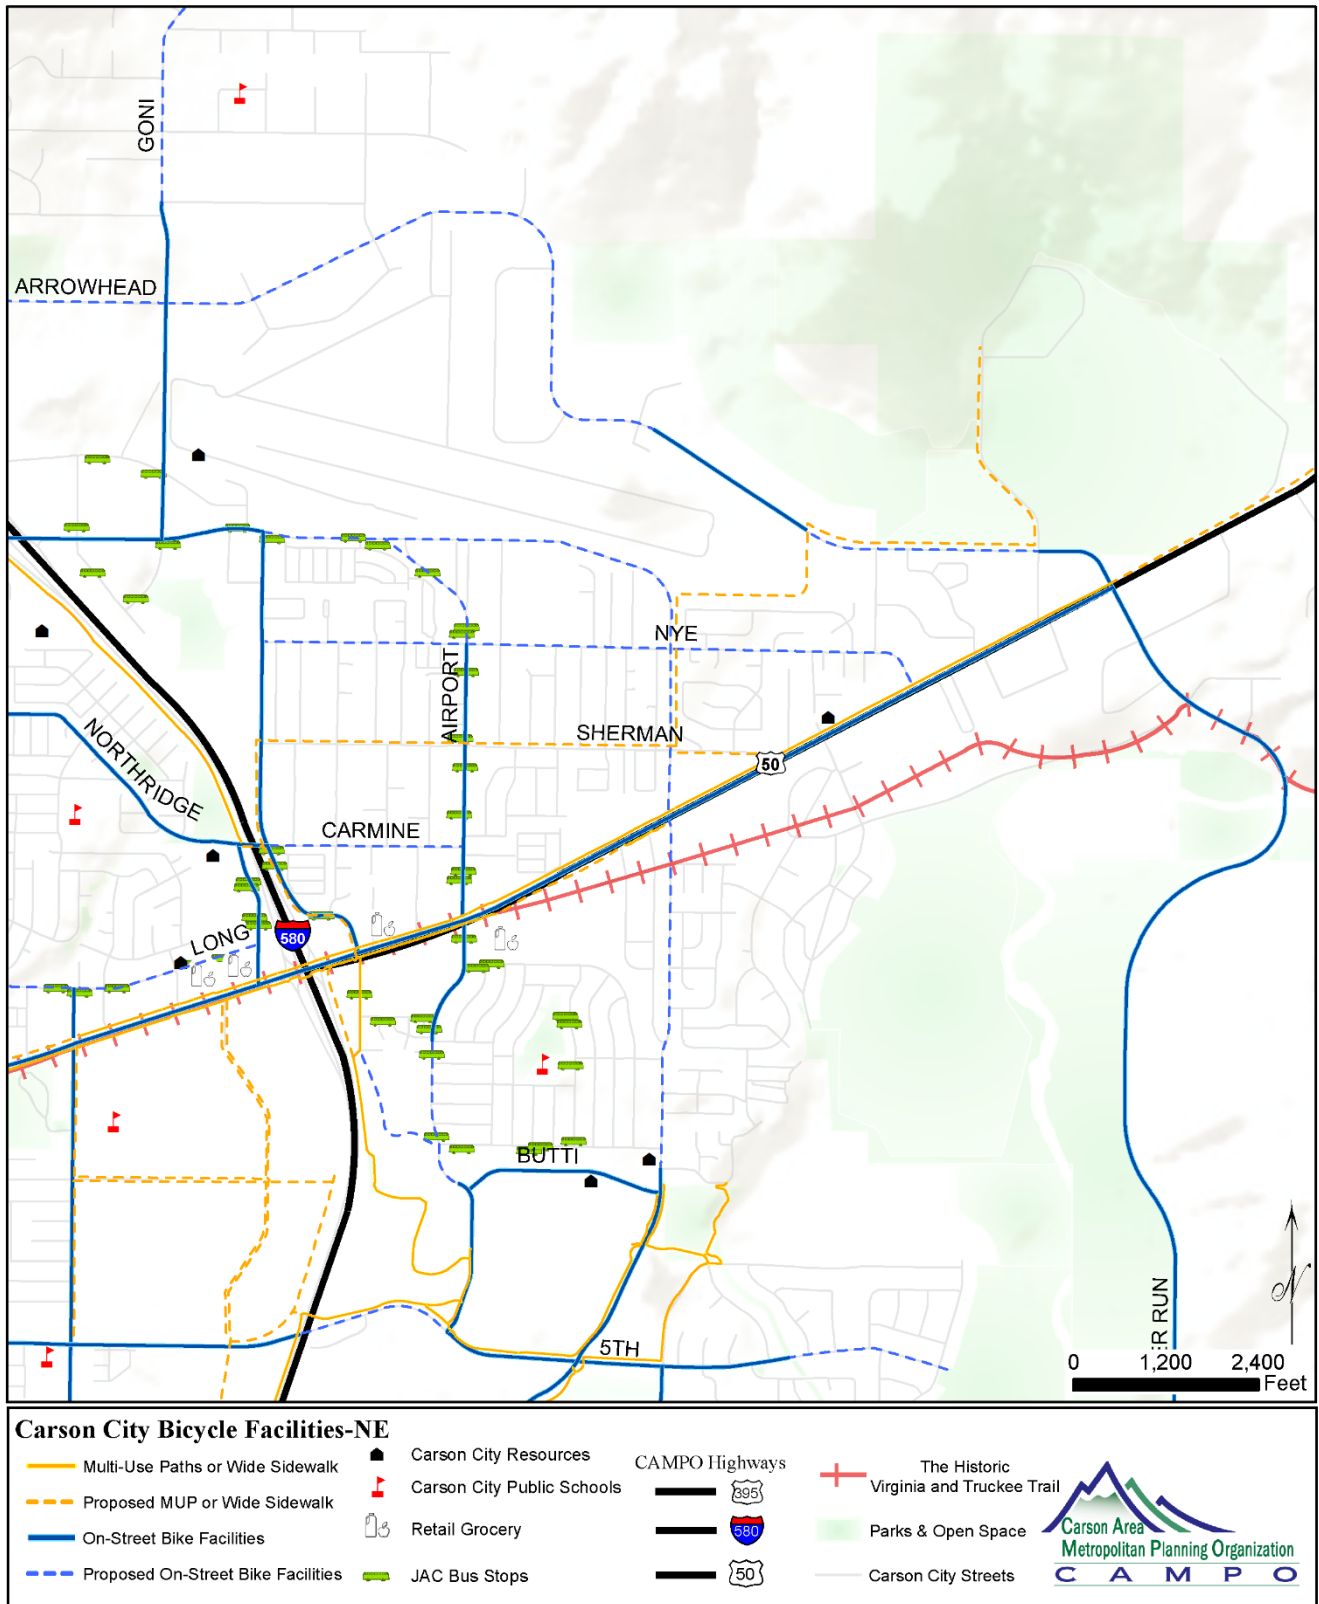 GONI
ARROWHEAD
NYE
AIRPORT
SHERMAN
NORTHRIDGE
50
CARMINE
LONG
580
BUTTI
5TH
ER RUN
N
0 1,200 2,400
Feet
Carson City Bicycle Facilities-NE
Multi-Use Paths or Wide Sidewalk
Proposed MUP or Wide Sidewalk
On-Street Bike Facilities
Proposed On-Street Bike Facilities
Carson City Resources
Carson City Public Schools
Retail Grocery
JAC Bus Stops
CAMPO Highways
395
580
50
The Historic
Virginia and Truckee Trail
Parks & Open Space
Carson City Streets
Carson Area
Metropolitan Planning Organization
CAMPO